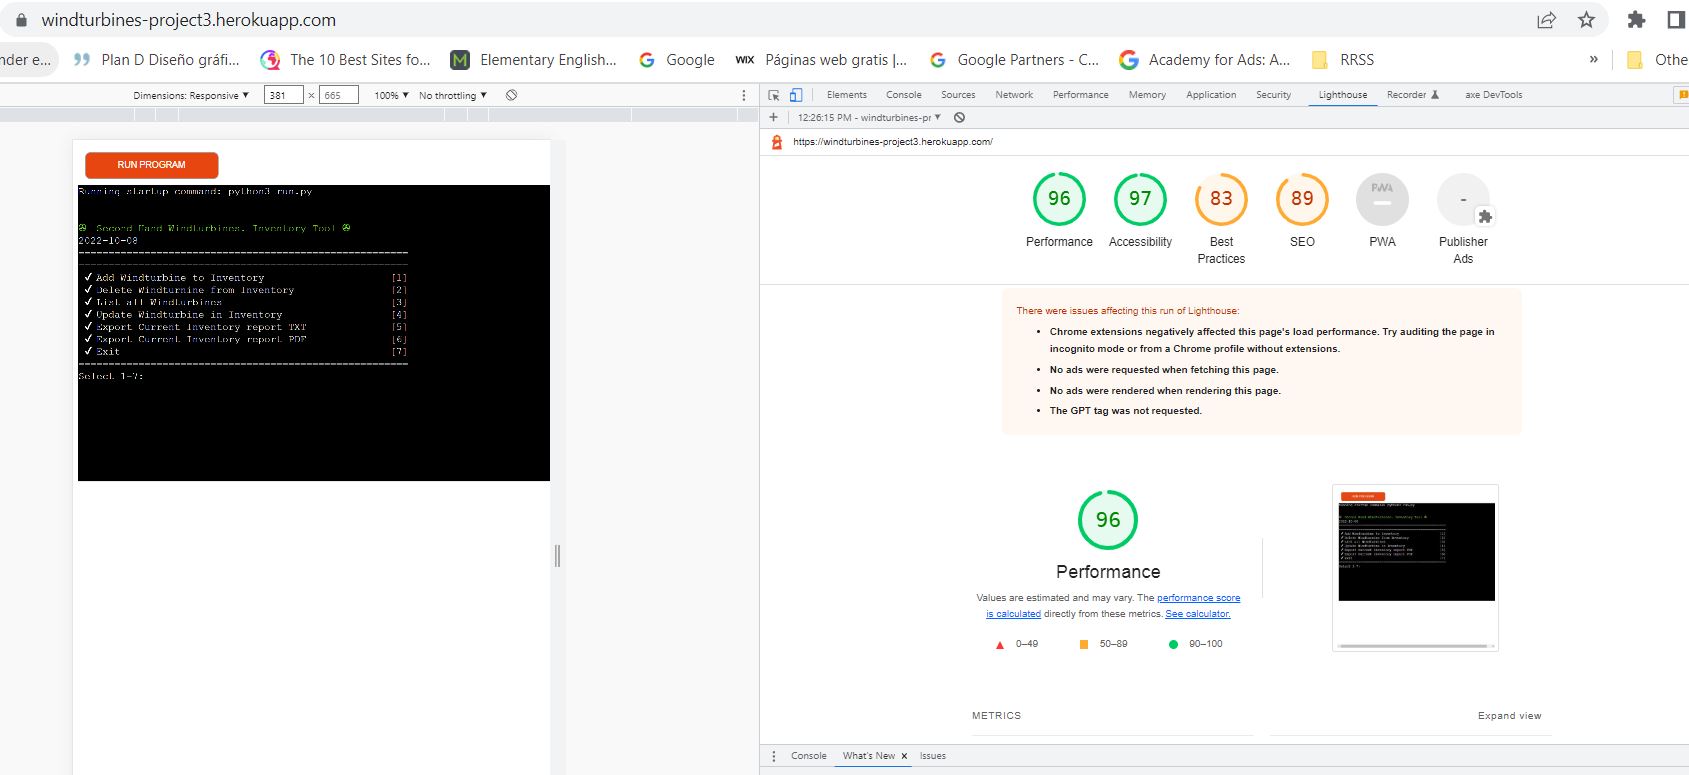 windturbines-project3.herokuapp.com
nder e... Plan D Diseño gráfi... The 10 Best Sites fo... Elementary English... Google WIX Páginas web gratis |... Google Partners - C... Academy for Ads: A... RRSS » Othe
Dimensions: Responsive ▼ 381 × 665 100% ▼ No throttling ▼
Elements Console Sources Network Performance Memory Application Security Lighthouse Recorder axe DevTools
+ 12:26:15 PM - windturbines-pr ▼
https://windturbines-project3.herokuapp.com/
RUN PROGRAM
Running startup command: python3 run.py
Second Hand Windturbines. Inventory Tool
2022-10-08
✔ Add Windturbine to Inventory [1]
✔ Delete Windturnine from Inventory [2]
✔ List all Windturbines [3]
✔ Update Windturbine in Inventory [4]
✔ Export Current Inventory report TXT [5]
✔ Export Current Inventory report PDF [6]
✔ Exit [7]
Select 1-7:
96 97 83 89 PWA -
Performance Accessibility Best Practices SEO PWA Publisher Ads
There were issues affecting this run of Lighthouse:
• Chrome extensions negatively affected this page's load performance. Try auditing the page in
incognito mode or from a Chrome profile without extensions.
• No ads were requested when fetching this page.
• No ads were rendered when rendering this page.
• The GPT tag was not requested.
96
Performance
Values are estimated and may vary. The performance score
is calculated directly from these metrics. See calculator.
0–49 50–89 90–100
METRICS Expand view
Console What's New × Issues